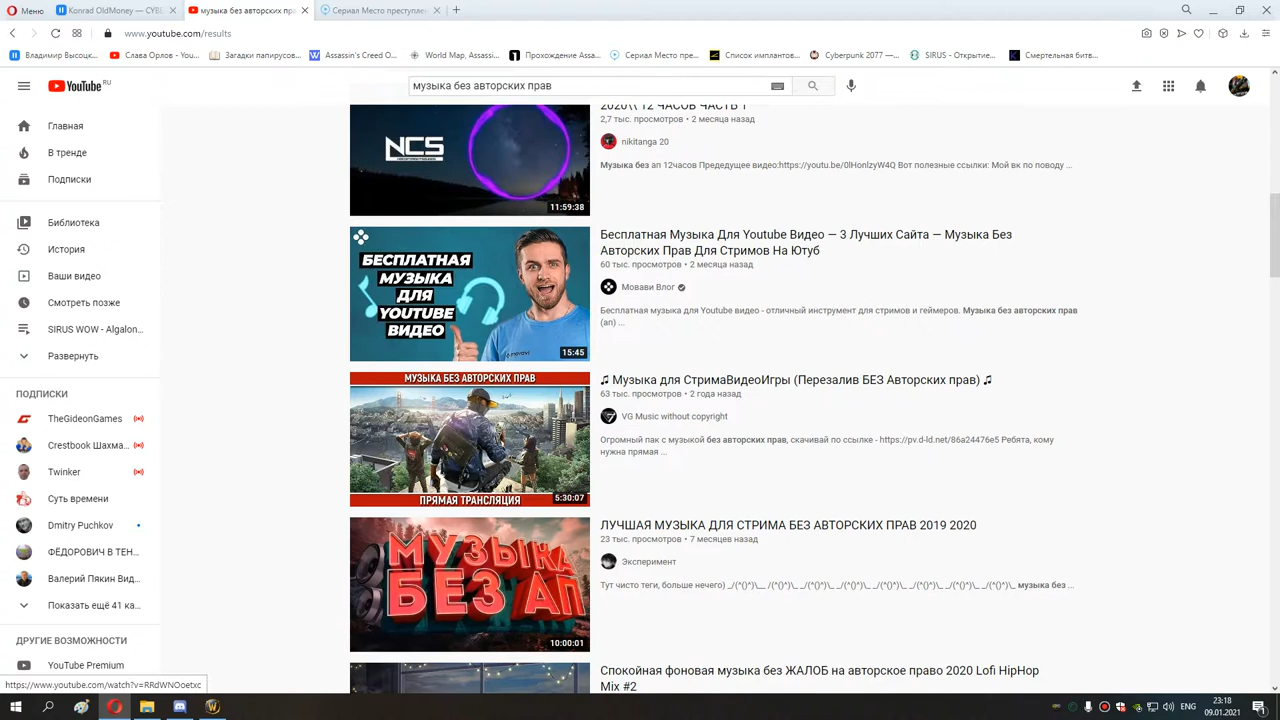 Меню
Konrad OldMoney — CYBE
музыка без авторских пра
Сериал Место преступлен
www.youtube.com/results
Владимир Высоцк...
Слава Орлов - You...
Загадки папирусов...
Assassin's Creed O...
World Map, Assassi...
Прохождение Assa...
Сериал Место пре...
Список имплантов...
Cyberpunk 2077 —...
SIRUS - Открытие...
Смертельная битв...
YouTube RU
музыка без авторских прав
Главная
В тренде
Подписки
Библиотека
История
Ваши видео
Смотреть позже
SIRUS WOW - Algalon...
Развернуть
ПОДПИСКИ
TheGideonGames
Crestbook Шахма...
Twinker
Суть времени
Dmitry Puchkov
ФЁДОРОВИЧ В ТЕН...
Валерий Пякин Вид...
Показать ещё 41 ка...
ДРУГИЕ ВОЗМОЖНОСТИ
YouTube Premium
https://www.youtube.com/watch?v=RRdWNOoetxc
NCS
11:59:38
2020\\ 12 ЧАСОВ ЧАСТЬ 1
2,7 тыс. просмотров • 2 месяца назад
nikitanga 20
Музыка без ап 12часов Предедущее видео:https://youtu.be/0lHonlzyW4Q Вот полезные ссылки: Мой вк по поводу ...
БЕСПЛАТНАЯ
МУЗЫКА
ДЛЯ
YOUTUBE
ВИДЕО
movavi
15:45
Бесплатная Музыка Для Youtube Видео — 3 Лучших Сайта — Музыка Без
Авторских Прав Для Стримов На Ютуб
60 тыс. просмотров • 2 месяца назад
Мовави Влог
Бесплатная музыка для Youtube видео - отличный инструмент для стримов и геймеров. Музыка без авторских прав
(ап) ...
МУЗЫКА БЕЗ АВТОРСКИХ ПРАВ
ПРЯМАЯ ТРАНСЛЯЦИЯ
5:30:07
♫ Музыка для СтримаВидеоИгры (Перезалив БЕЗ Авторских прав) ♫
63 тыс. просмотров • 2 года назад
VG Music without copyright
Огромный пак с музыкой без авторских прав, скачивай по ссылке - https://pv.d-ld.net/86a24476e5 Ребята, кому
нужна прямая ...
МУЗЫКА
БЕЗ АП
10:00:01
ЛУЧШАЯ МУЗЫКА ДЛЯ СТРИМА БЕЗ АВТОРСКИХ ПРАВ 2019 2020
23 тыс. просмотров • 7 месяцев назад
Эксперимент
Тут чисто теги, больше нечего) _/(^()^)\__ /(^()^)\_ _/(^()^)\_ _/(^()^)\_ _/(^()^)\_ _/(^()^)\_ _/(^()^)\_ _/(^()^)\_ музыка без ...
Спокойная фоновая музыка без ЖАЛОБ на авторское право 2020 Lofi HipHop
Mix #2
ENG
23:18
09.01.2021